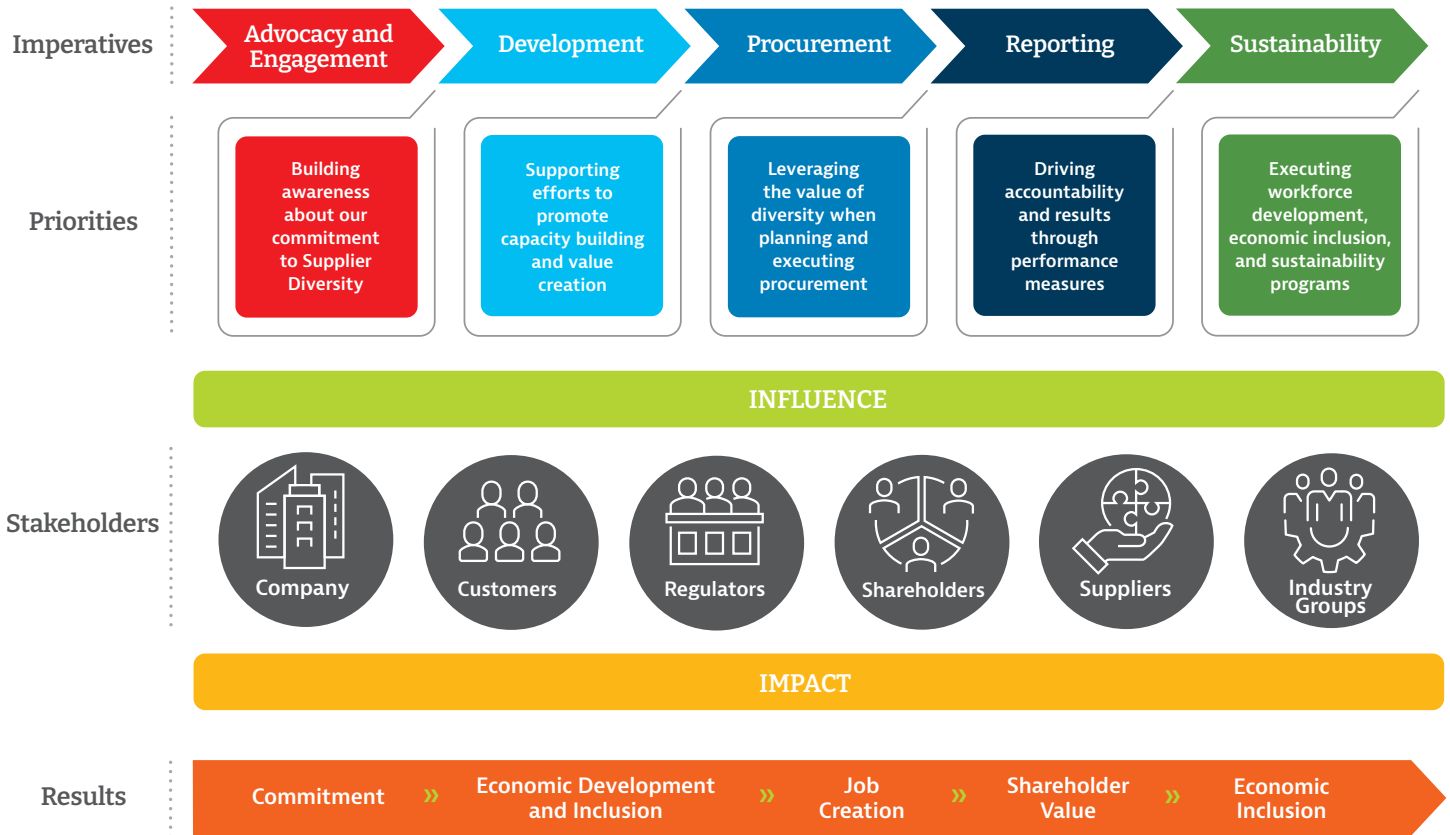 Imperatives
Advocacy and
Engagement
Development
Procurement
Reporting
Sustainability
Priorities
Building
awareness
about our
commitment
to Supplier
Diversity
Supporting
efforts to
promote
capacity building
and value
creation
Leveraging
the value of
diversity when
planning and
executing
procurement
Driving
accountability
and results
through
performance
measures
Executing
workforce
development,
economic inclusion,
and sustainability
programs
INFLUENCE
Stakeholders
Company
Customers
Regulators
Shareholders
Suppliers
Industry
Groups
IMPACT
Results
Commitment
»
Economic Development
and Inclusion
»
Job
Creation
»
Shareholder
Value
»
Economic
Inclusion